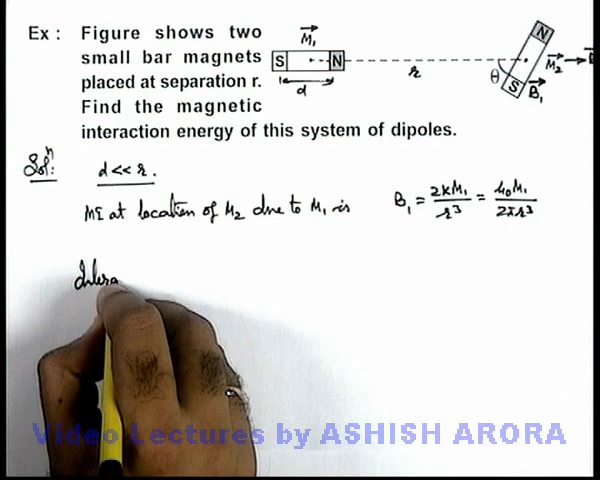 Ex : Figure shows two
small bar magnets
placed at separation r.
Find the magnetic
interaction energy of this system of dipoles.
M₁
S N
d
r
N
M₂
θ
S B₁
Solⁿ:
d << r.
MI at location of M₂ due to M₁ is B₁ = 2kM₁/r³ = μ₀M₁/2πr³
Intera
Video Lectures by ASHISH ARORA